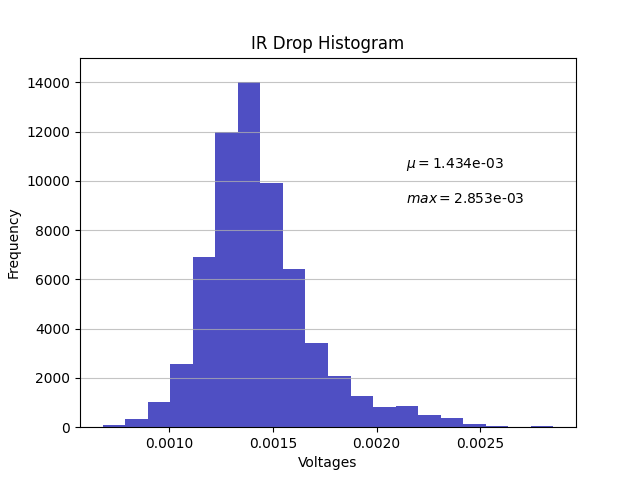 IR Drop Histogram
14000
12000
10000
8000
6000
4000
2000
0
Frequency
μ = 1.434e-03
max = 2.853e-03
0.0010 0.0015 0.0020 0.0025
Voltages